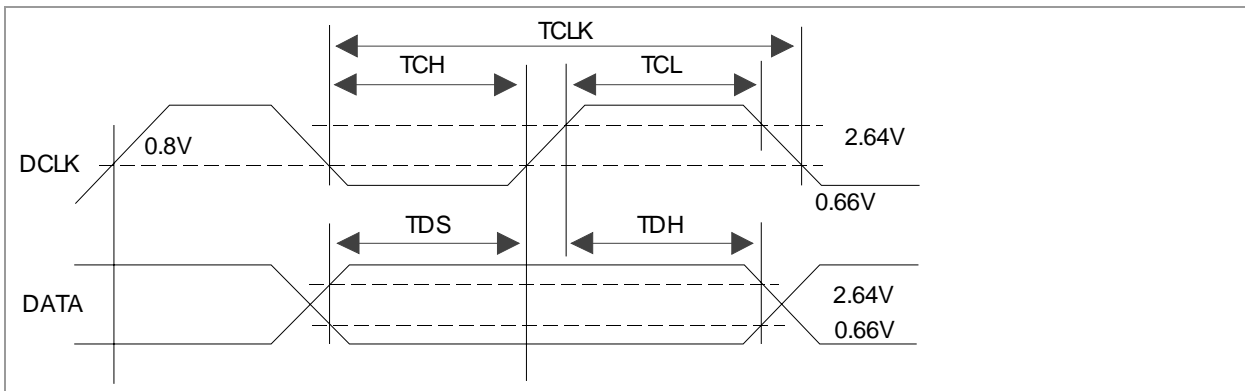 TCLK
TCH
TCL
0.8V
2.64V
DCLK
0.66V
TDS
TDH
DATA
2.64V
0.66V